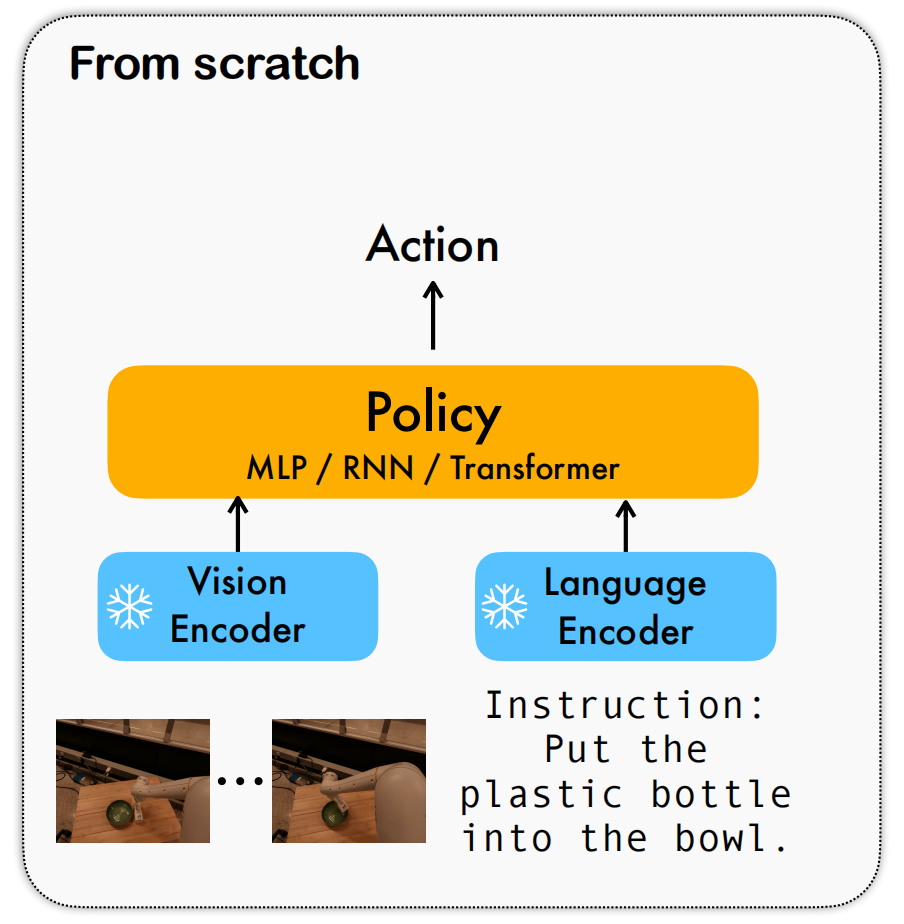 From scratch
Action
Policy
MLP / RNN / Transformer
Vision
Encoder
Language
Encoder
...
Instruction:
Put the
plastic bottle
into the bowl.